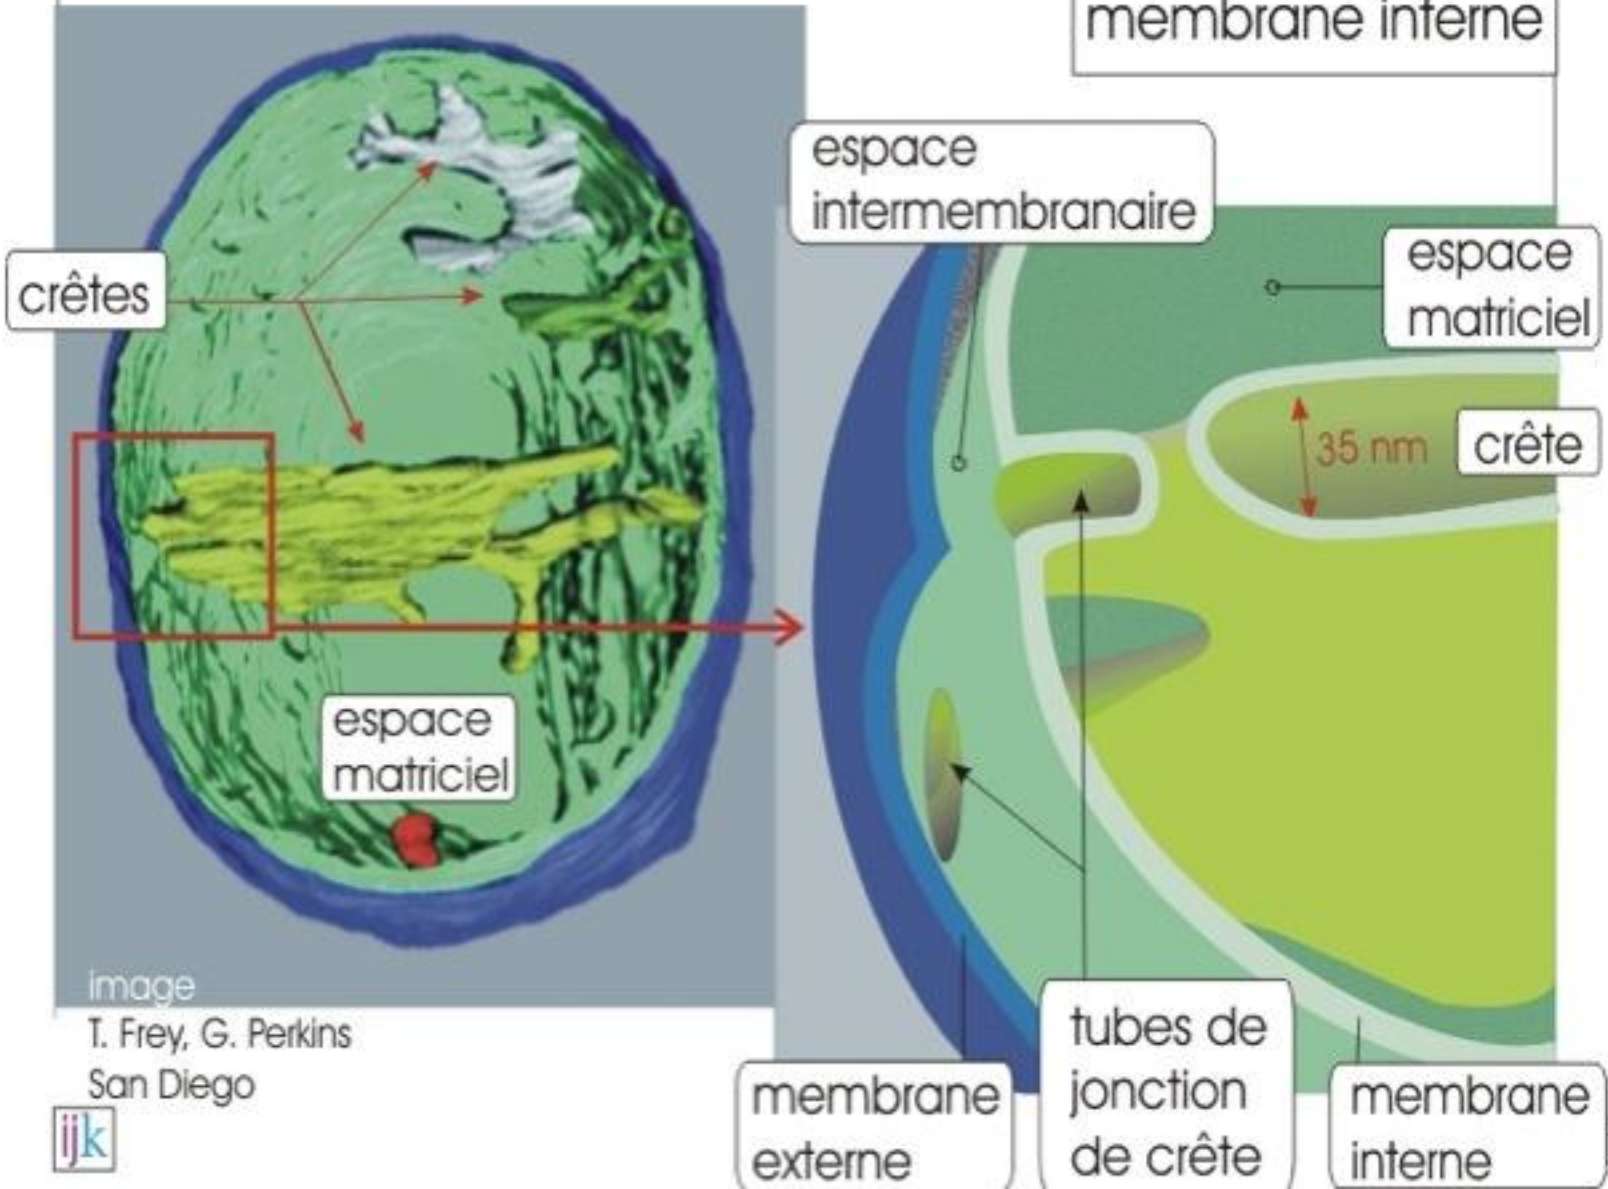 membrane interne
espace
intermembranaire
espace
matriciel
crêtes
35 nm
crête
espace
matriciel
image
T. Frey, G. Perkins
San Diego
ijk
membrane
externe
tubes de
jonction
de crête
membrane
interne